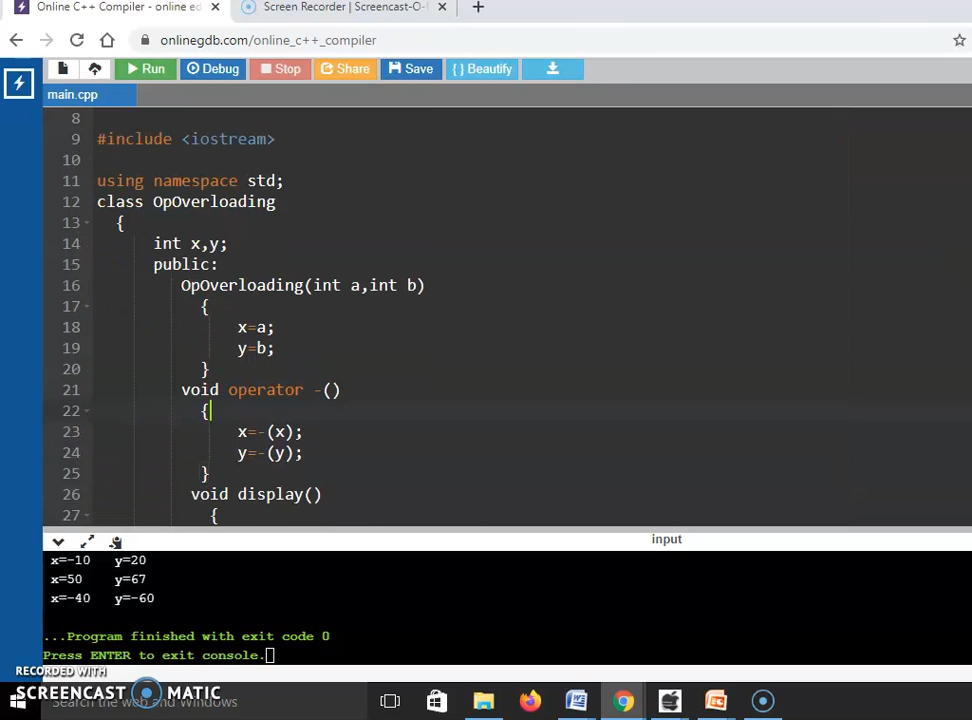 Online C++ Compiler - online ed
Screen Recorder | Screencast-O-
onlinegdb.com/online_c++_compiler
Run Debug Stop Share Save { } Beautify
main.cpp
8
9 #include <iostream>
10
11 using namespace std;
12 class OpOverloading
13 {
14 int x,y;
15 public:
16 OpOverloading(int a,int b)
17 {
18 x=a;
19 y=b;
20 }
21 void operator -()
22 {
23 x=-(x);
24 y=-(y);
25 }
26 void display()
27 {
input
x=-10 y=20
x=50 y=67
x=-40 y=-60
...Program finished with exit code 0
Press ENTER to exit console.
RECORDED WITH
SCREENCAST MATIC
Search the web and Windows